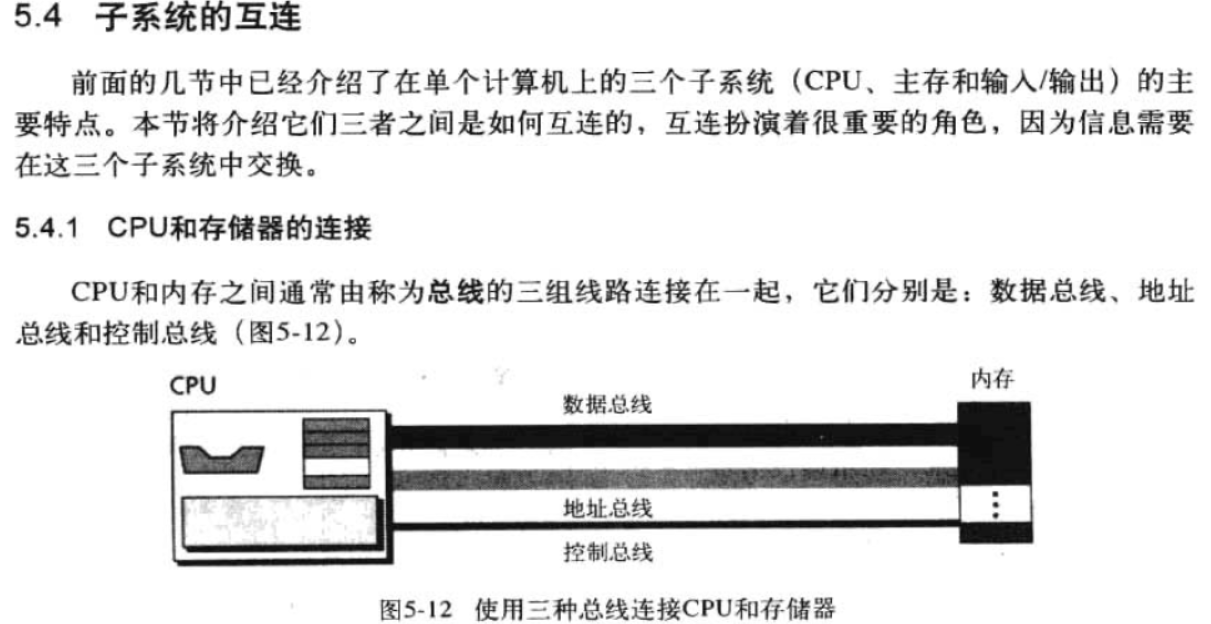 5.4 子系统的互连
前面的几节中已经介绍了在单个计算机上的三个子系统（CPU、主存和输入/输出）的主
要特点。本节将介绍它们三者之间是如何互连的，互连扮演着很重要的角色，因为信息需要
在这三个子系统中交换。
5.4.1 CPU和存储器的连接
CPU和内存之间通常由称为总线的三组线路连接在一起，它们分别是：数据总线、地址
总线和控制总线（图5-12）。
CPU
内存
数据总线
地址总线
控制总线
图5-12 使用三种总线连接CPU和存储器